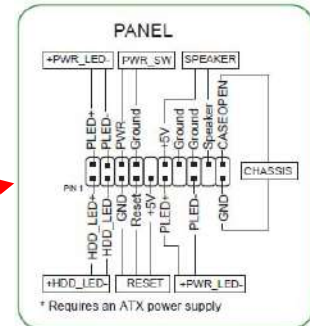 PANEL
+PWR_LED- PWR_SW SPEAKER
PLED+ PLED- PWR Ground +5V Ground Ground Speaker CASEOPEN
CHASSIS
PIN 1
HDD_LED+ HDD_LED- GND Reset +5V PLED+ PLED- GND
+HDD_LED- RESET +PWR_LED-
* Requires an ATX power supply